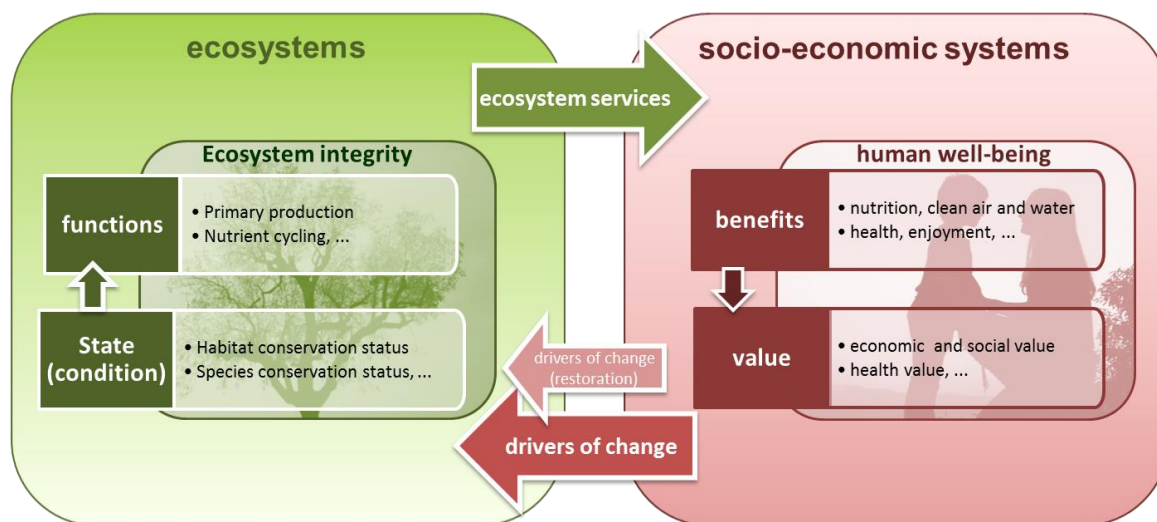 ecosystems
Ecosystem integrity
functions
• Primary production
• Nutrient cycling, ...
State
(condition)
• Habitat conservation status
• Species conservation status, ...
ecosystem services
drivers of change
(restoration)
drivers of change
socio-economic systems
human well-being
benefits
• nutrition, clean air and water
• health, enjoyment, ...
value
• economic and social value
• health value, ...